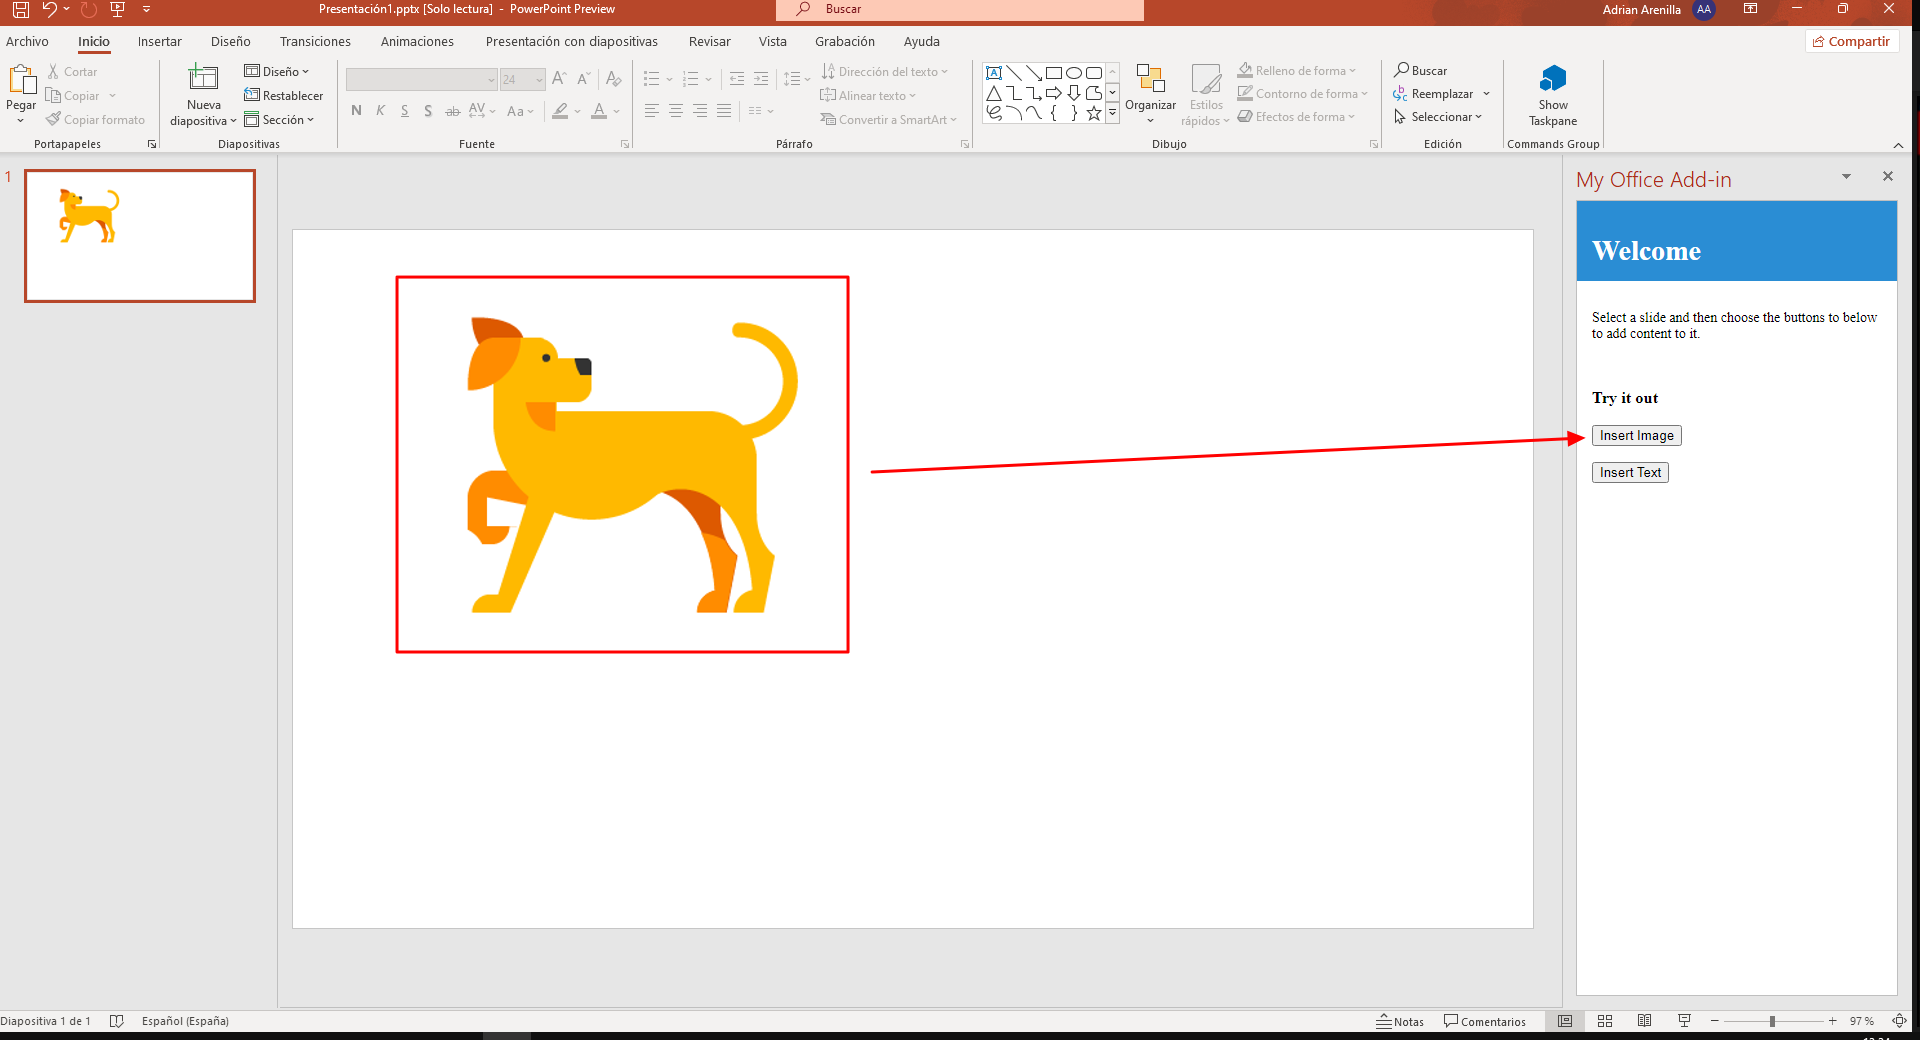 Presentación1.pptx [Solo lectura] - PowerPoint Preview
Buscar
Adrian Arenilla AA
Archivo Inicio Insertar Diseño Transiciones Animaciones Presentación con diapositivas Revisar Vista Grabación Ayuda
Compartir
Pegar
Cortar
Copiar
Copiar formato
Portapapeles
Nueva
diapositiva
Diseño
Restablecer
Sección
Diapositivas
24
N K S S ab AV Aa A
Fuente
Dirección del texto
Alinear texto
Convertir a SmartArt
Párrafo
Organizar
Estilos
rápidos
Relleno de forma
Contorno de forma
Efectos de forma
Dibujo
Buscar
Reemplazar
Seleccionar
Edición
Show
Taskpane
Commands Group
1
My Office Add-in
Welcome
Select a slide and then choose the buttons to below
to add content to it.
Try it out
Insert Image
Insert Text
Diapositiva 1 de 1
Español (España)
Notas
Comentarios
97 %